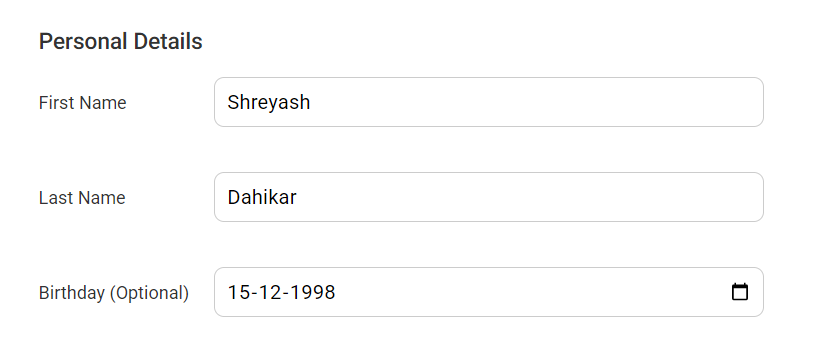 Personal Details
First Name
Shreyash
Last Name
Dahikar
Birthday (Optional)
15-12-1998